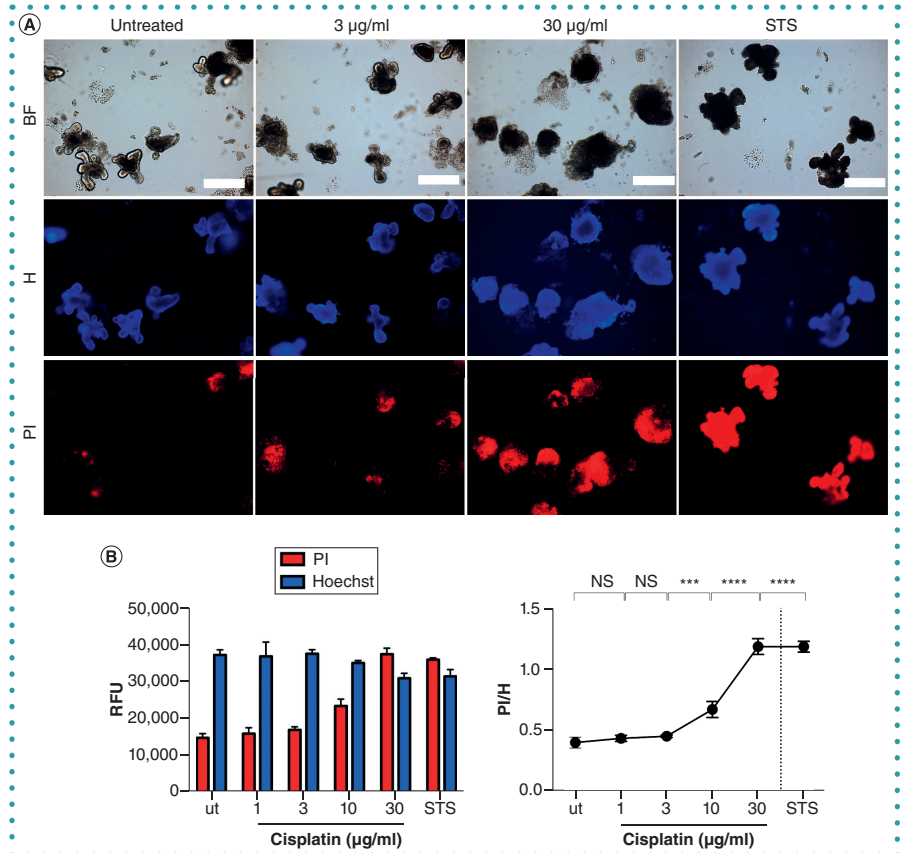 A
Untreated 3 µg/ml 30 µg/ml STS
BF
H
PI
B
PI
Hoechst
NS NS *** **** ****
50,000
40,000
30,000
20,000
10,000
0
RFU
ut 1 3 10 30 STS
Cisplatin (µg/ml)
1.5
1.0
0.5
0.0
PI/H
ut 1 3 10 30 STS
Cisplatin (µg/ml)